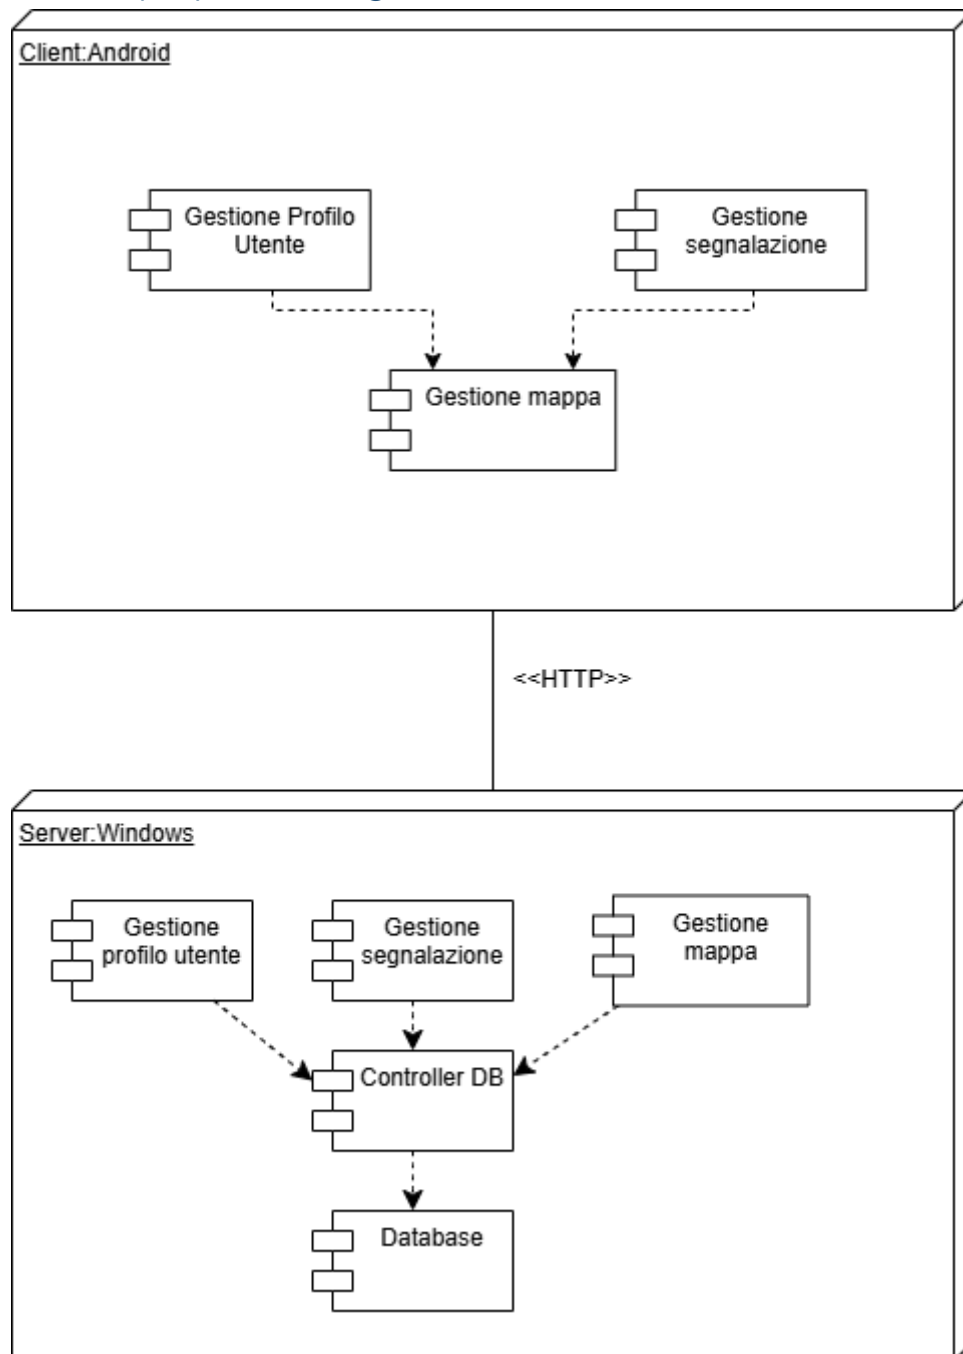 Client:Android
Gestione Profilo
Utente
Gestione
segnalazione
Gestione mappa
<<HTTP>>
Server:Windows
Gestione
profilo utente
Gestione
segnalazione
Gestione
mappa
Controller DB
Database